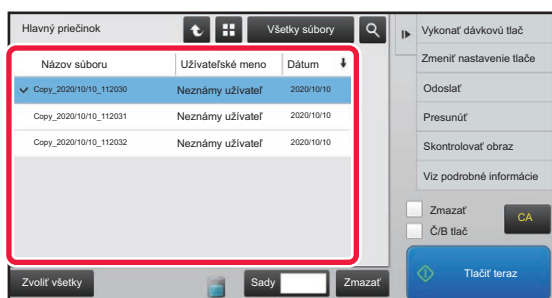 Hlavný priečinok
Všetky súbory
Názov súboru Užívateľské meno Dátum
Copy_2020/10/10_112030 Neznámy užívateľ 2020/10/10
Copy_2020/10/10_112031 Neznámy užívateľ 2020/10/10
Copy_2020/10/10_112032 Neznámy užívateľ 2020/10/10
Zvoliť všetky
Sady
Zmazať
Vykonať dávkovú tlač
Zmeniť nastavenie tlače
Odoslať
Presunúť
Skontrolovať obraz
Viz podrobné informácie
Zmazať
Č/B tlač
CA
Tlačiť teraz